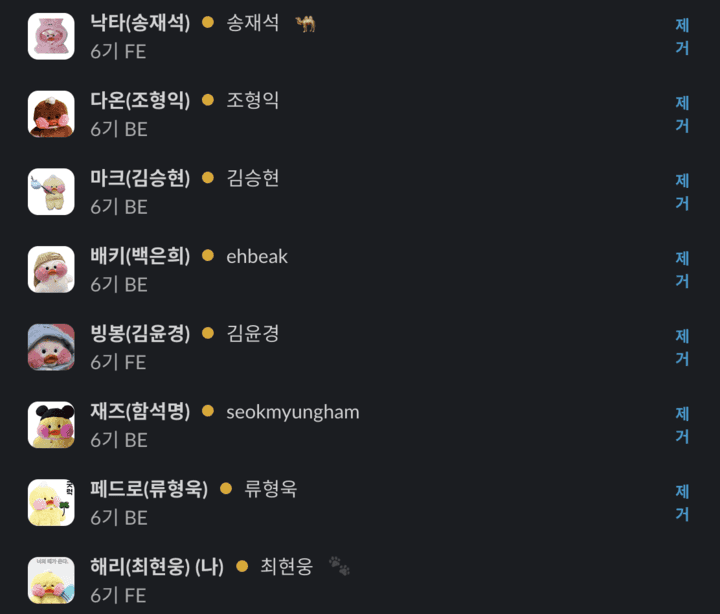 낙타(송재석) 송재석
6기 FE
제
거
다온(조형익) 조형익
6기 BE
제
거
마크(김승현) 김승현
6기 BE
제
거
배키(백은희) ehbeak
6기 BE
제
거
빙봉(김윤경) 김윤경
6기 FE
제
거
재즈(함석명) seokmyungham
6기 BE
제
거
페드로(류형욱) 류형욱
6기 BE
제
거
해리(최현웅) (나) 최현웅
6기 FE